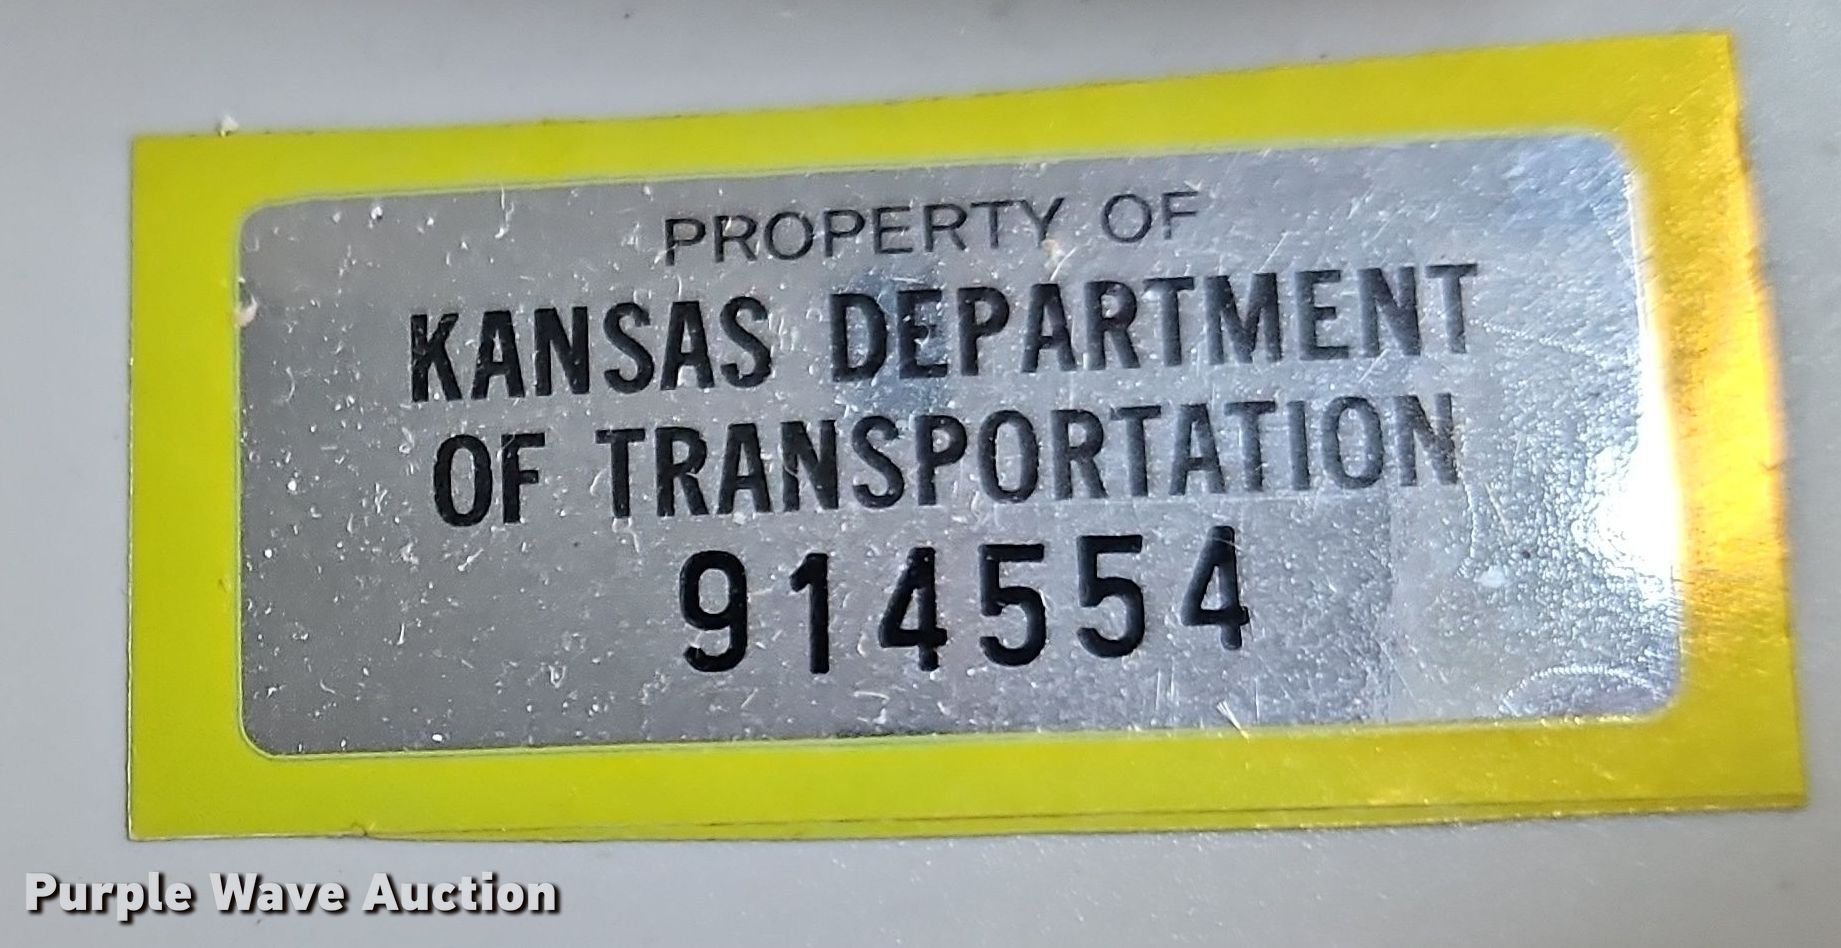 PROPERTY OF
KANSAS DEPARTMENT
OF TRANSPORTATION
914554
Purple Wave Auction